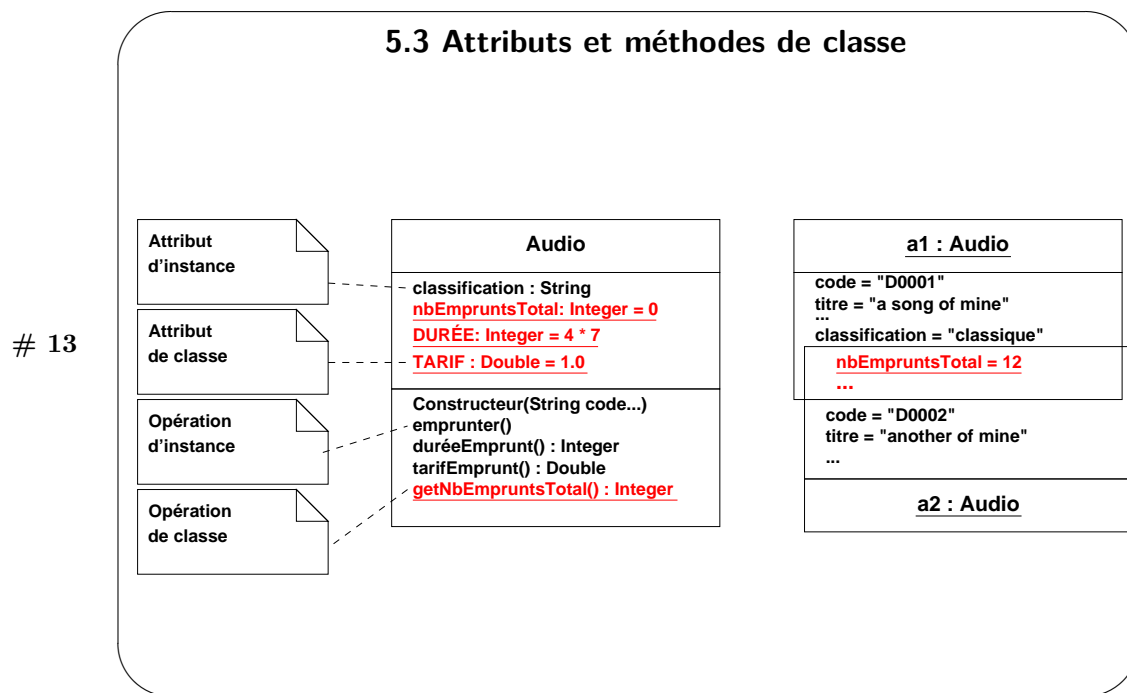 5.3 Attributs et méthodes de classe
# 13
Attribut
d'instance
Attribut
de classe
Opération
d'instance
Opération
de classe
Audio
classification : String
nbEmpruntsTotal: Integer = 0
DURÉE: Integer = 4 * 7
TARIF : Double = 1.0
Constructeur(String code...)
emprunter()
duréeEmprunt() : Integer
tarifEmprunt() : Double
getNbEmpruntsTotal() : Integer
a1 : Audio
code = "D0001"
titre = "a song of mine"
...
classification = "classique"
nbEmpruntsTotal = 12
...
code = "D0002"
titre = "another of mine"
...
a2 : Audio